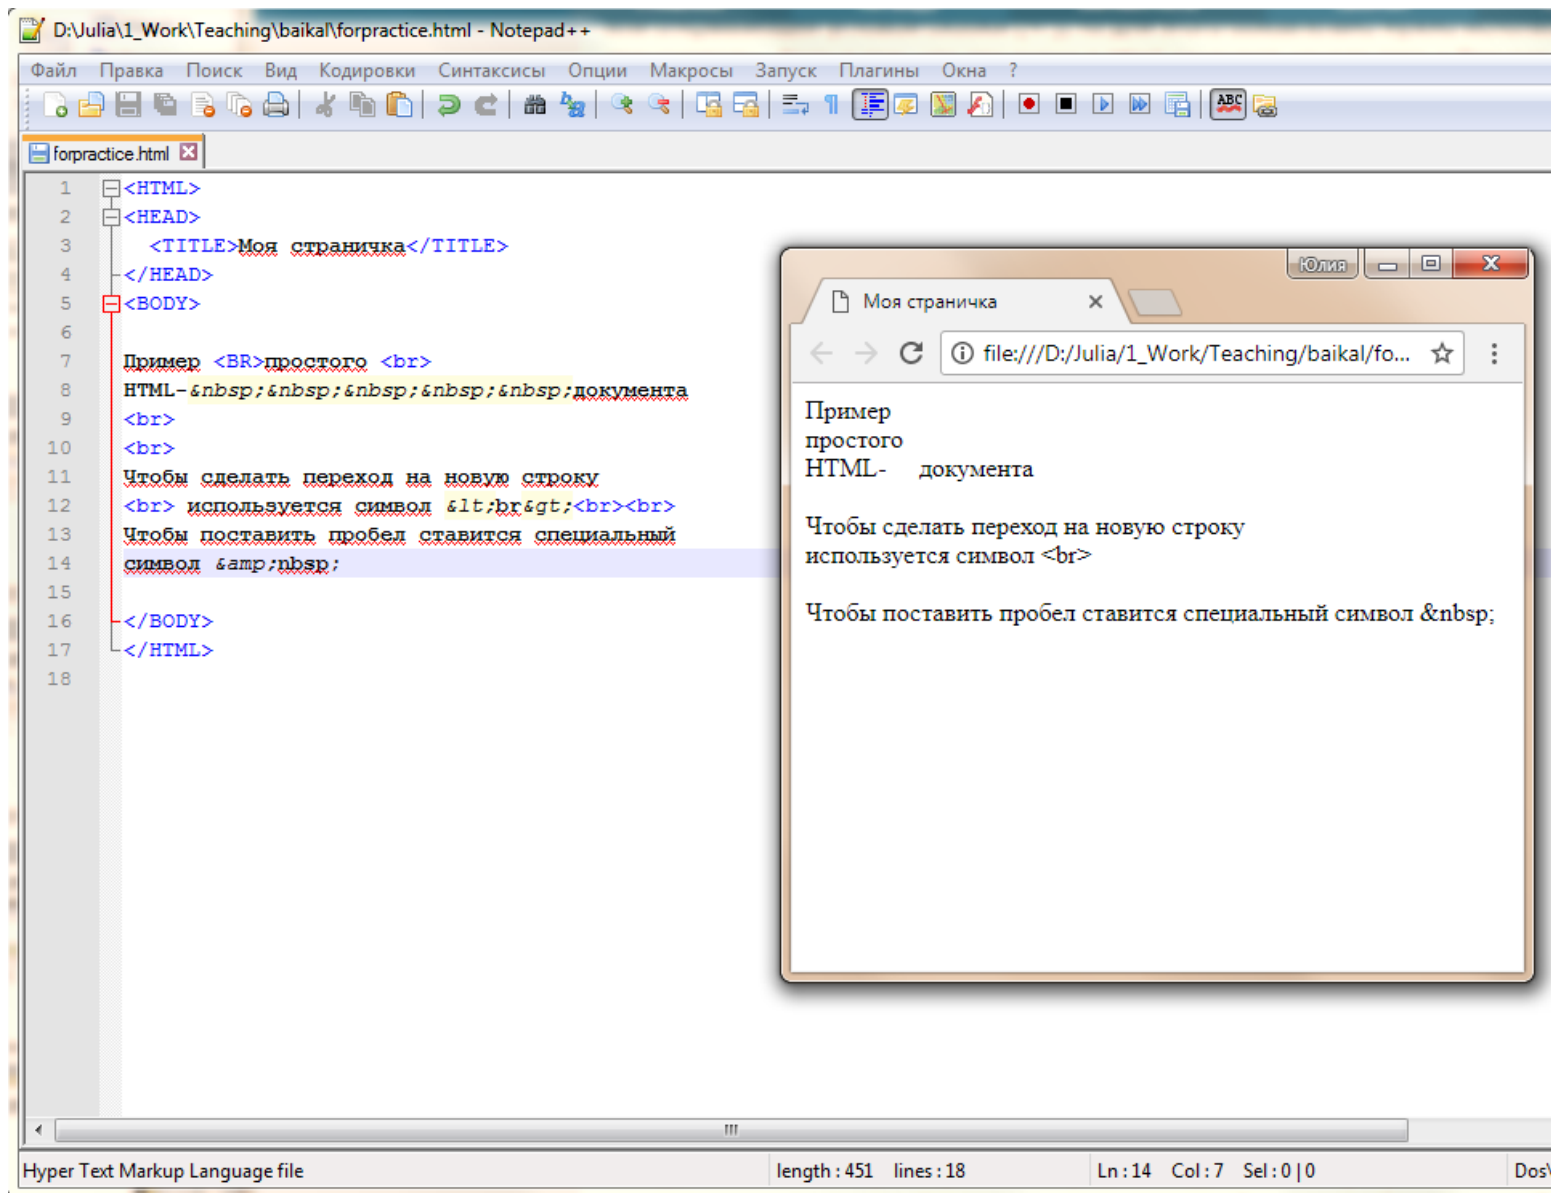 D:\Julia\1_Work\Teaching\baikal\forpractice.html - Notepad++
Файл Правка Поиск Вид Кодировки Синтаксисы Опции Макросы Запуск Плагины Окна ?
ABC
forpractice.html
1 <HTML>
2 <HEAD>
3 <TITLE>Моя страничка</TITLE>
4 </HEAD>
5 <BODY>
6
7 Пример <BR>простого <br>
8 HTML-&nbsp;&nbsp;&nbsp;&nbsp;&nbsp;документа
9 <br>
10 <br>
11 Чтобы сделать переход на новую строку
12 <br> используется символ &lt;br&gt;<br><br>
13 Чтобы поставить пробел ставится специальный
14 символ &amp;nbsp;
15
16 </BODY>
17 </HTML>
18
Юлия
Моя страничка
file:///D:/Julia/1_Work/Teaching/baikal/fo...
Пример
простого
HTML-     документа
Чтобы сделать переход на новую строку
используется символ <br>
Чтобы поставить пробел ставится специальный символ &nbsp;
Hyper Text Markup Language file length : 451 lines : 18 Ln : 14 Col : 7 Sel : 0 | 0 Dos\